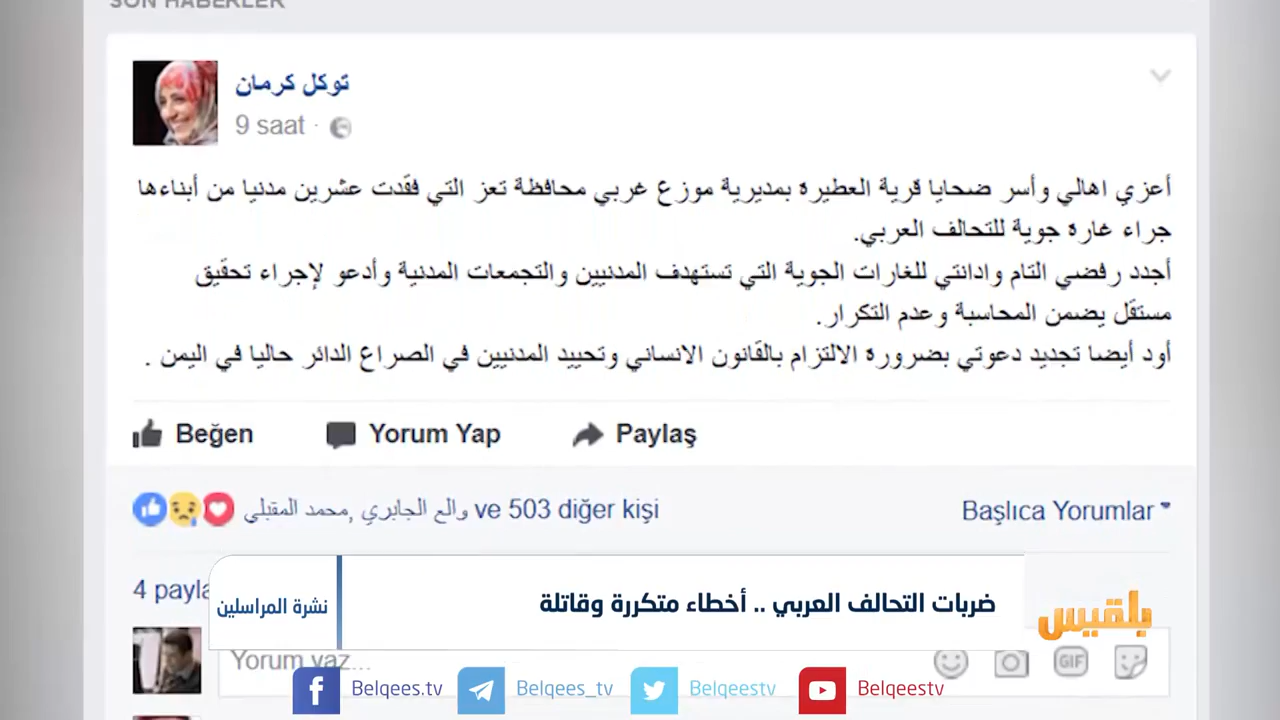 SON HABERLER
توكل كرمان
9 saat ·
أعزي اهالي وأسر ضحايا قرية العطيره بمديرية موزع غربي محافظة تعز التي فقدت عشرين مدنيا من أبناءها
جراء غاره جوية للتحالف العربي.
أجدد رفضي التام وادانتي للغارات الجوية التي تستهدف المدنيين والتجمعات المدنية وأدعو لإجراء تحقيق
مستقل يضمن المحاسبة وعدم التكرار.
أود أيضا تجديد دعوتي بضروره الالتزام بالقانون الانساني وتحييد المدنيين في الصراع الدائر حاليا في اليمن .
Beğen Yorum Yap Paylaş
محمد المقبلي, والع الجابري ve 503 diğer kişi
Başlıca Yorumlar
4 payla
ضربات التحالف العربي .. أخطاء متكررة وقاتلة
نشرة المراسلين
بلقيس
Yorum yaz...
GIF
Belqees.tv Belqees_tv Belqeestv Belqeestv